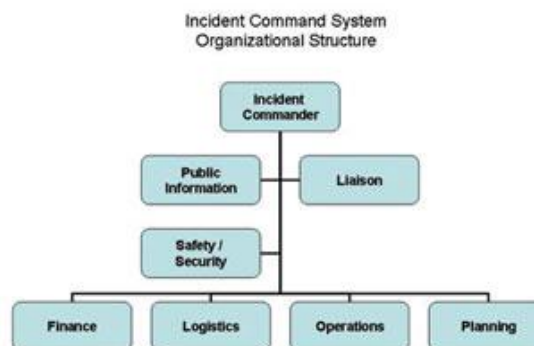 Incident Command System
Organizational Structure
Incident
Commander
Public
Information
Liaison
Safety /
Security
Finance
Logistics
Operations
Planning